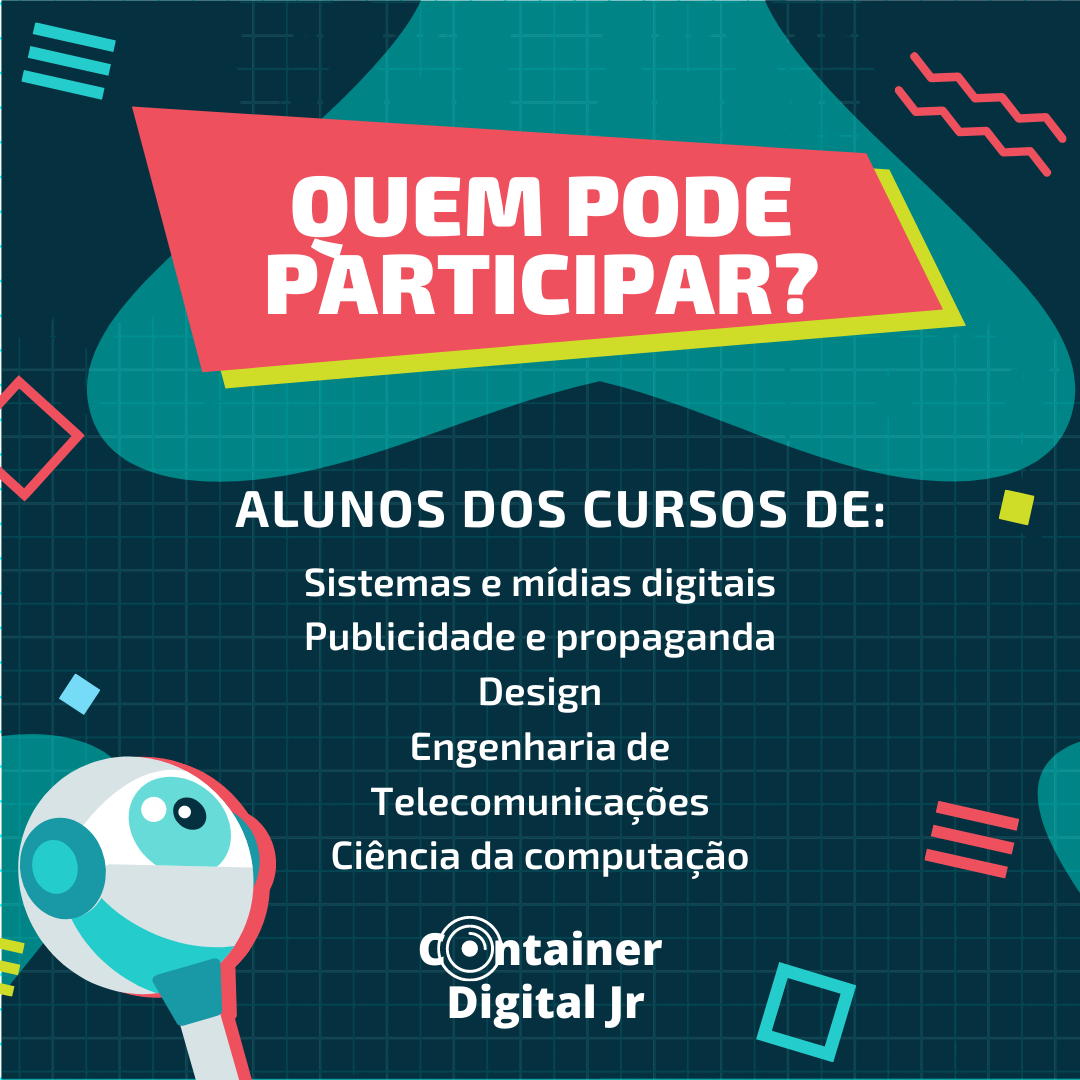 QUEM PODE
PARTICIPAR?
ALUNOS DOS CURSOS DE:
Sistemas e mídias digitais
Publicidade e propaganda
Design
Engenharia de
Telecomunicações
Ciência da computação
Container
Digital Jr